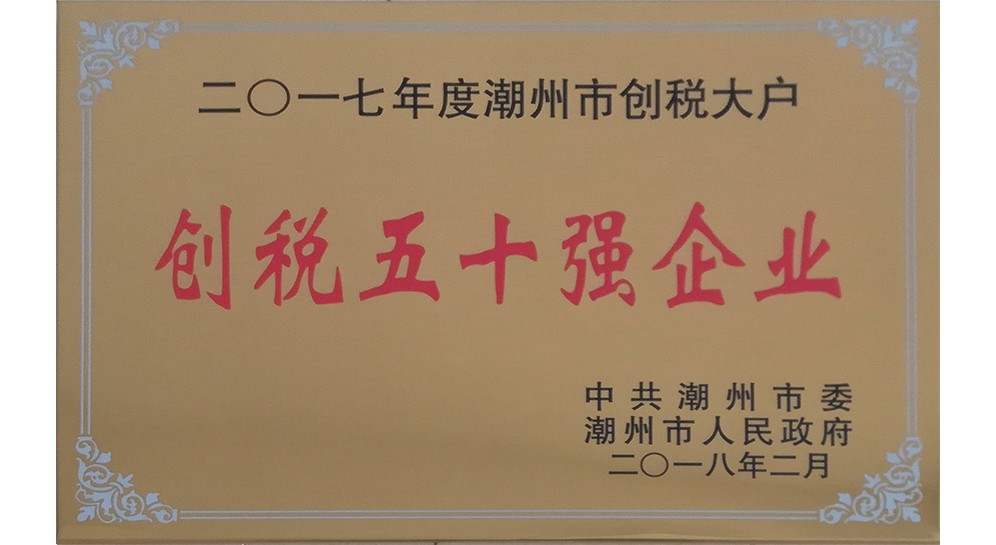 二〇一七年度潮州市创税大户
创税五十强企业
中共潮州市委
潮州市人民政府
二〇一八年二月